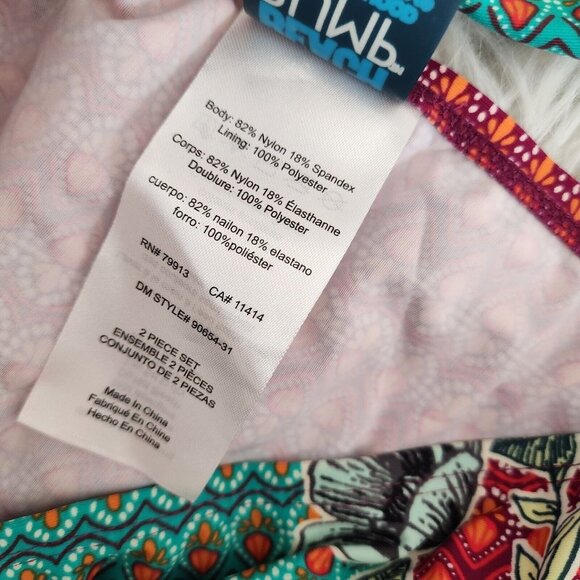 BEACH
Body: 82% Nylon 18% Spandex
Lining: 100% Polyester
Corps: 82% Nylon 18% Élasthanne
Doublure: 100% Polyester
cuerpo: 82% nailon 18% elastano
forro: 100%poliéster
RN# 79913 CA# 11414
DM STYLE# 90654-31
2 PIECE SET
ENSEMBLE 2 PIÈCES
CONJUNTO DE 2 PIEZAS
Made In China
Fabriqué En Chine
Hecho En China